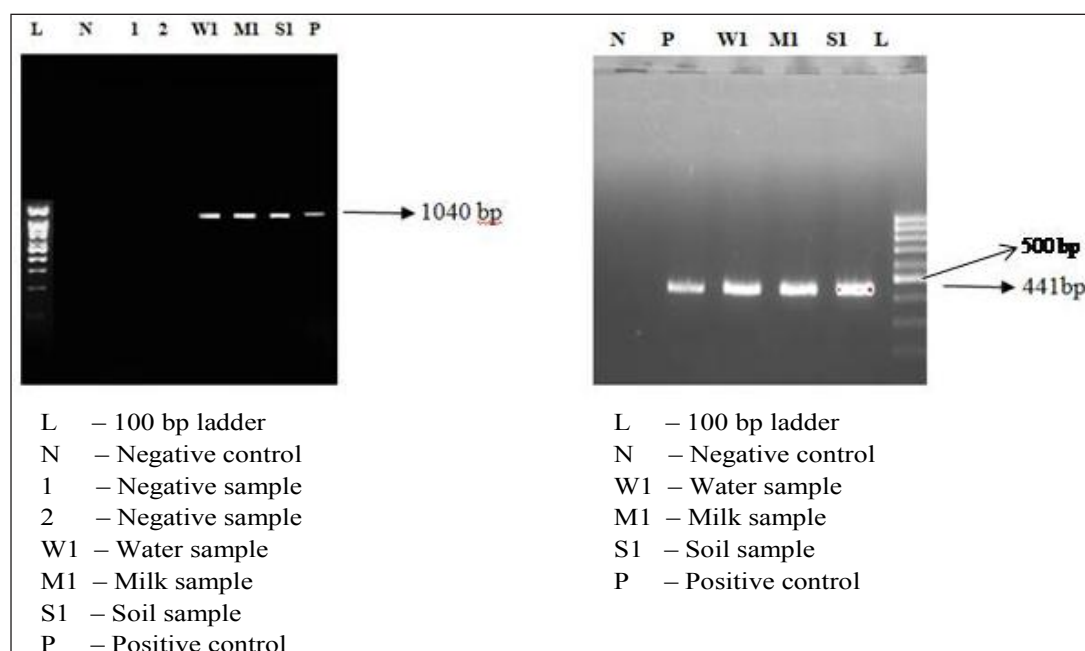 L N 1 2 W1 M1 S1 P
1040 bp
L – 100 bp ladder
N – Negative control
1 – Negative sample
2 – Negative sample
W1 – Water sample
M1 – Milk sample
S1 – Soil sample
P – Positive control
N P W1 M1 S1 L
500 bp
441bp
L – 100 bp ladder
N – Negative control
W1 – Water sample
M1 – Milk sample
S1 – Soil sample
P – Positive control